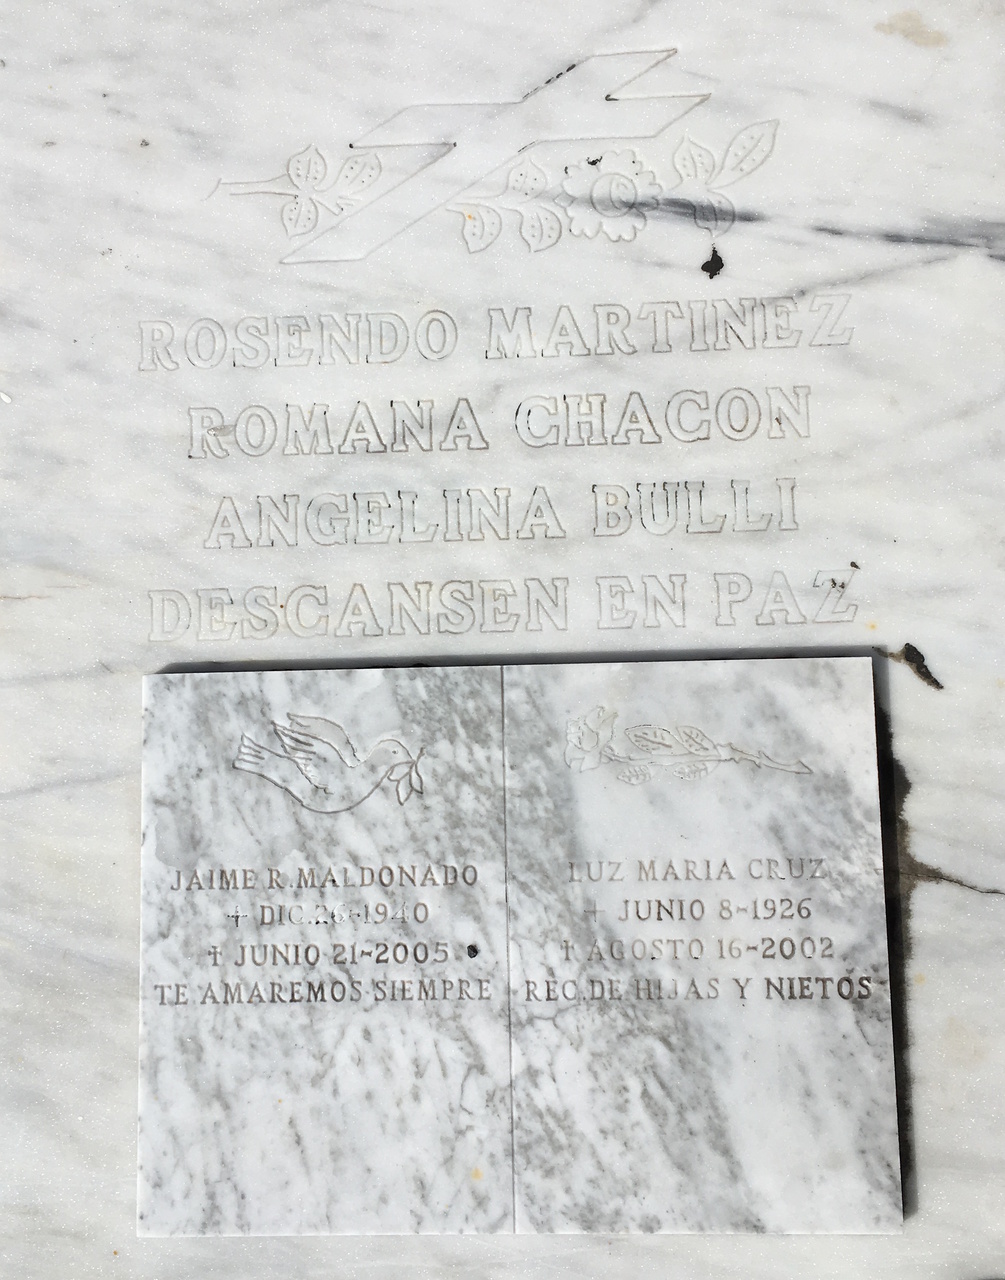 ROSENDO MARTINEZ
ROMANA CHACON
ANGELINA BULLI
DESCANSEN EN PAZ
JAIME R. MALDONADO
+ DIC. 26-1940
† JUNIO 21-2005
TE AMAREMOS SIEMPRE
LUZ MARIA CRUZ
+ JUNIO 8-1926
† AGOSTO 16-2002
REC. DE HIJAS Y NIETOS